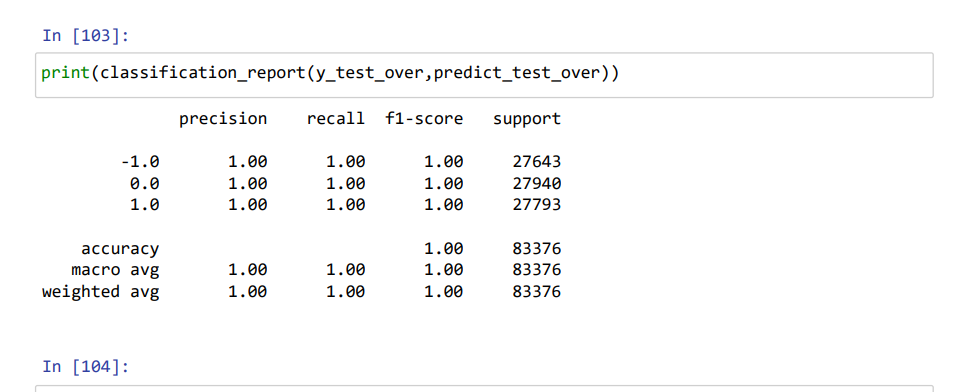 In [103]:
print(classification_report(y_test_over,predict_test_over))
precision recall f1-score support
-1.0 1.00 1.00 1.00 27643
0.0 1.00 1.00 1.00 27940
1.0 1.00 1.00 1.00 27793
accuracy 1.00 83376
macro avg 1.00 1.00 1.00 83376
weighted avg 1.00 1.00 1.00 83376
In [104]: